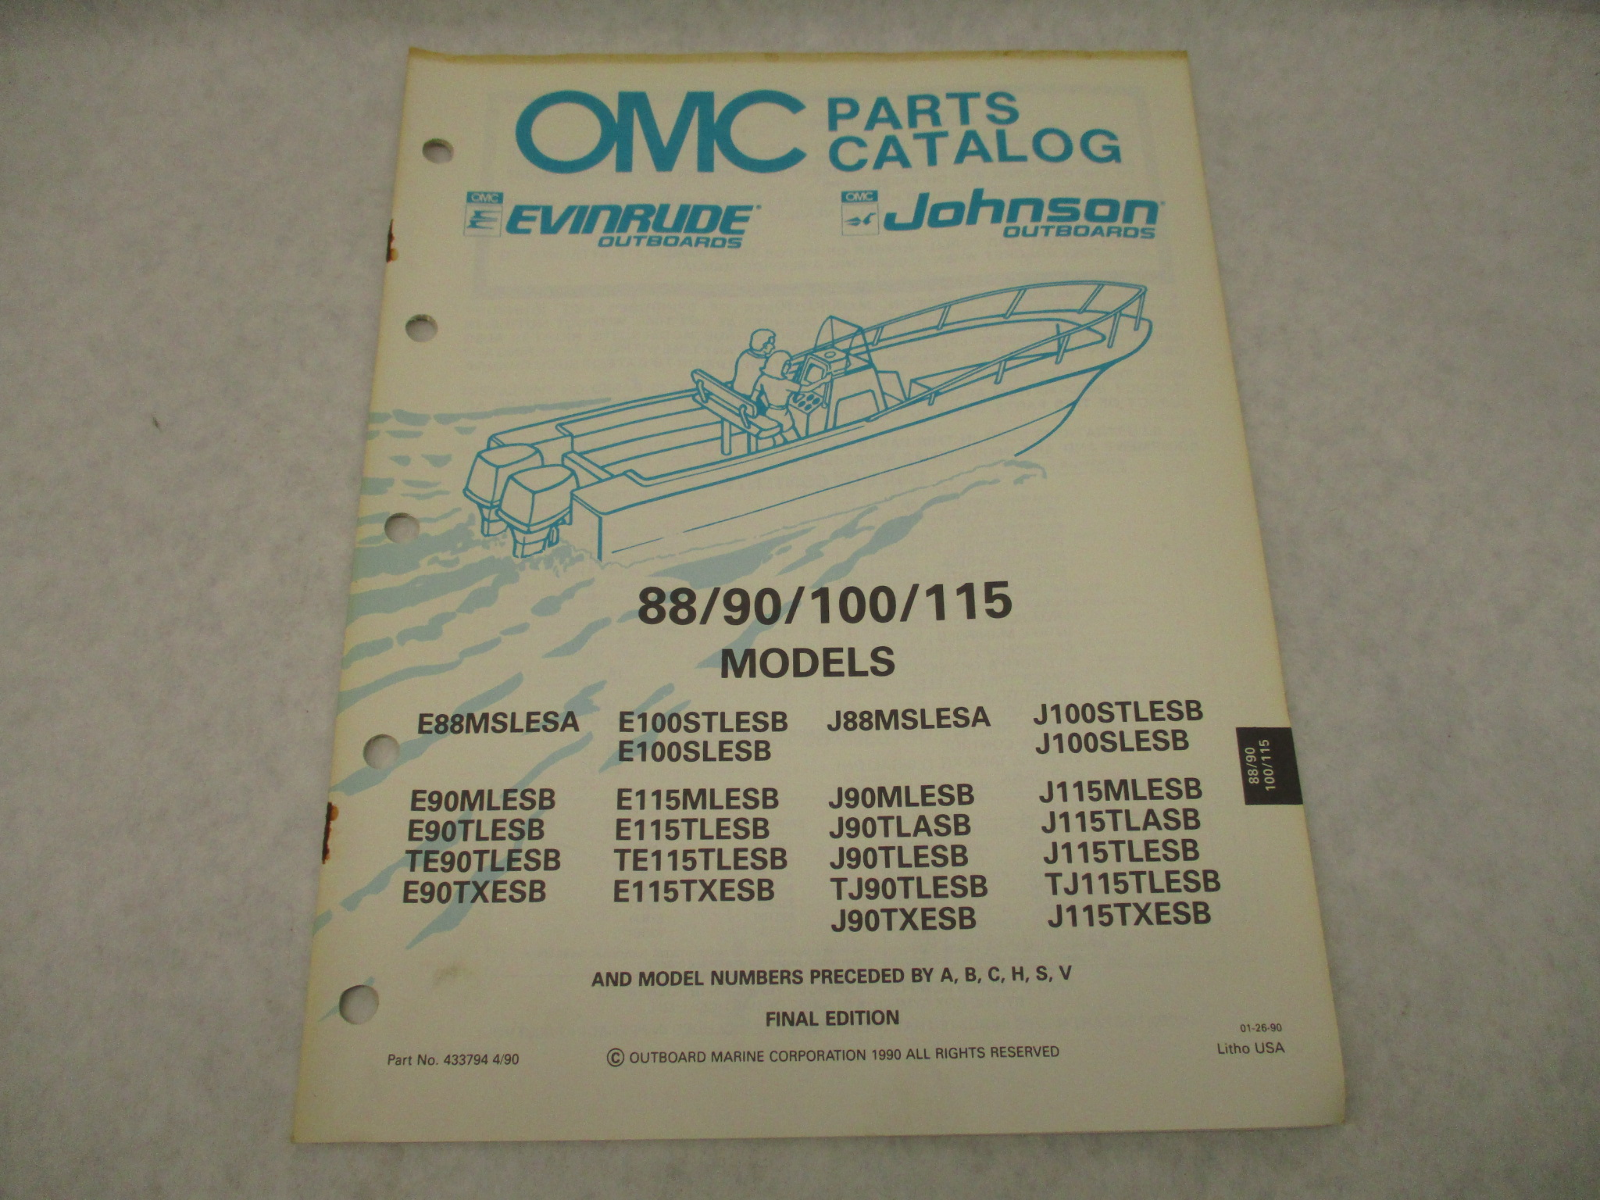 OMC PARTS CATALOG
OMC EVINRUDE® OUTBOARDS
OMC Johnson® OUTBOARDS
88/90/100/115
MODELS
E88MSLESA E100STLESB J88MSLESA J100STLESB
E100SLESB J100SLESB
E90MLESB E115MLESB J90MLESB J115MLESB
E90TLESB E115TLESB J90TLASB J115TLASB
TE90TLESB TE115TLESB J90TLESB J115TLESB
E90TXESB E115TXESB TJ90TLESB TJ115TLESB
J90TXESB J115TXESB
88/90
100/115
AND MODEL NUMBERS PRECEDED BY A, B, C, H, S, V
FINAL EDITION
01-26-90
Part No. 433794 4/90 © OUTBOARD MARINE CORPORATION 1990 ALL RIGHTS RESERVED Litho USA